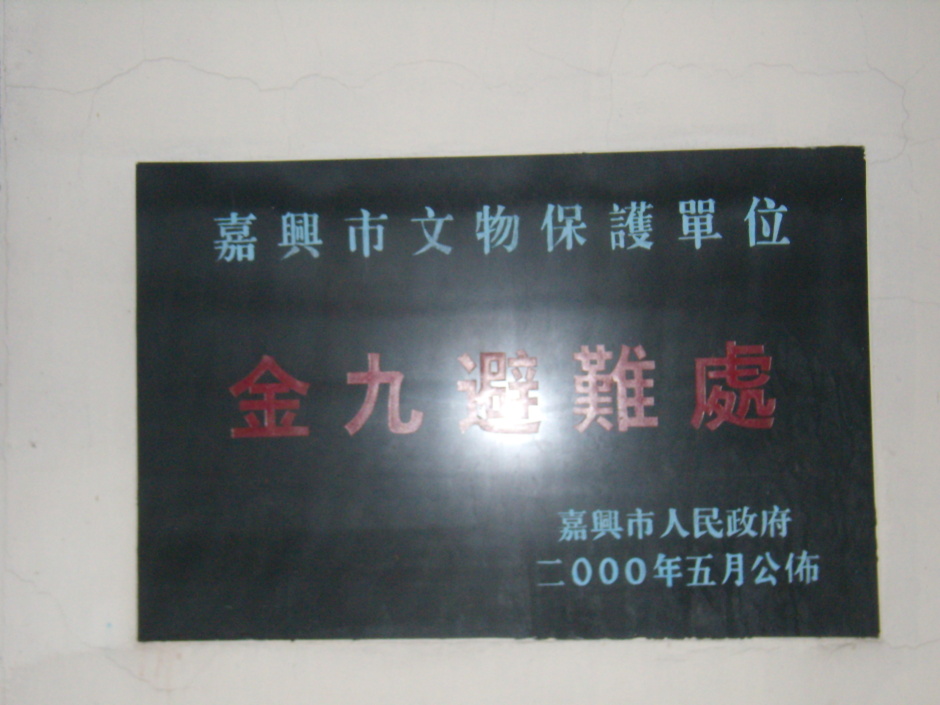 嘉興市文物保護單位
金九避難處
嘉興市人民政府
二000年五月公佈